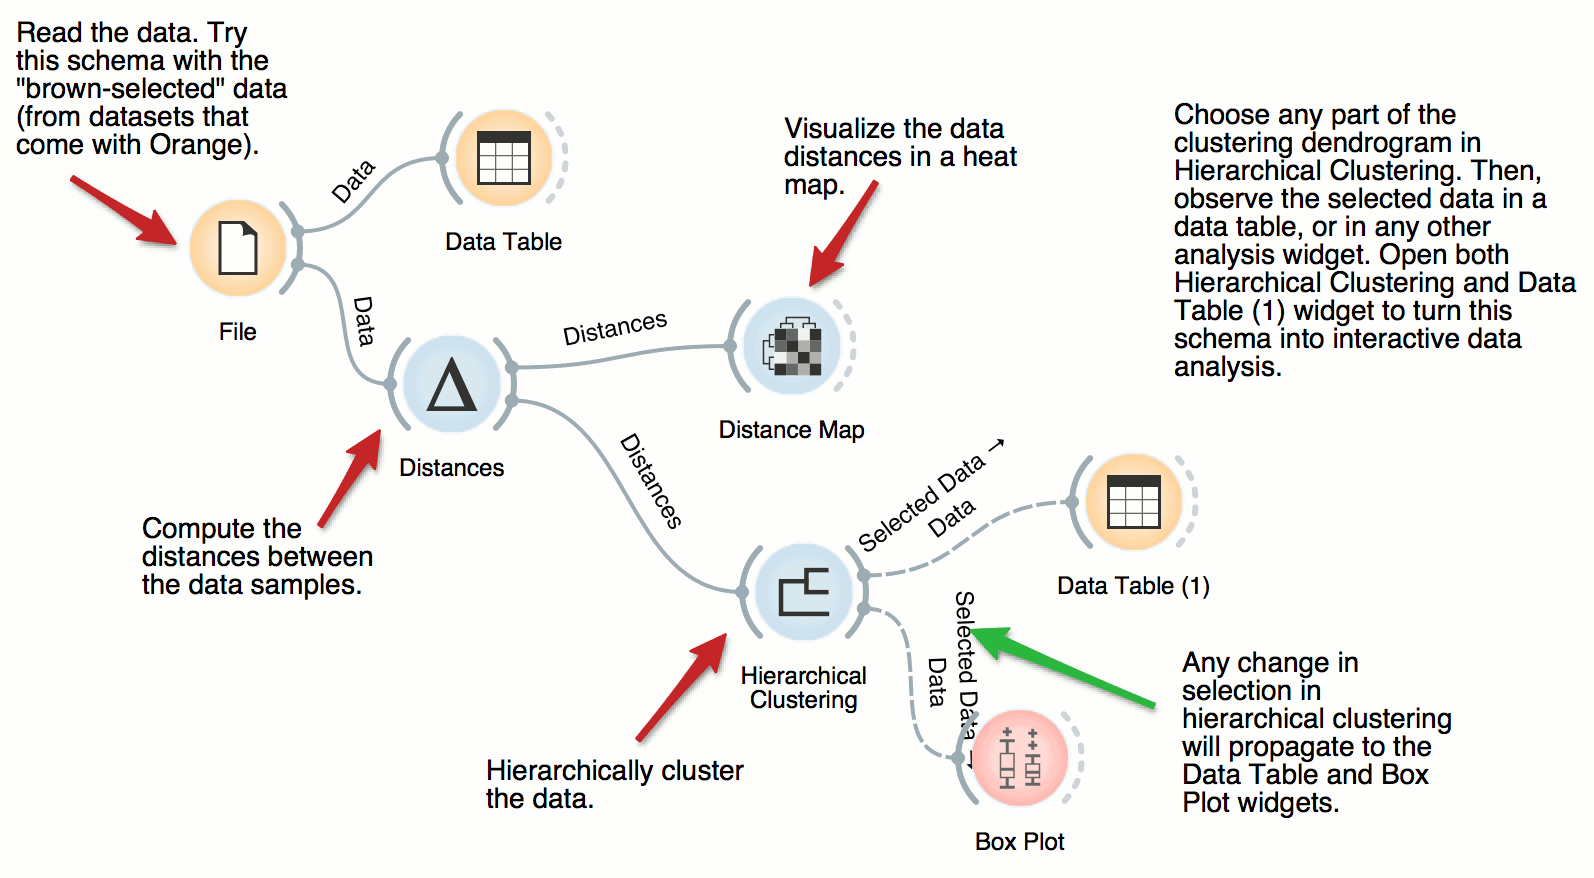 Read the data. Try
this schema with the
"brown-selected" data
(from datasets that
come with Orange).
Data
Data Table
File
Data
Visualize the data
distances in a heat
map.
Choose any part of the
clustering dendrogram in
Hierarchical Clustering. Then,
observe the selected data in a
data table, or in any other
analysis widget. Open both
Hierarchical Clustering and Data
Table (1) widget to turn this
schema into interactive data
analysis.
Distances
Distance Map
Distances
Distances
Compute the
distances between
the data samples.
Selected Data →
Data
Data Table (1)
Hierarchical
Clustering
Selected Data →
Data
Box Plot
Hierarchically cluster
the data.
Any change in
selection in
hierarchical clustering
will propagate to the
Data Table and Box
Plot widgets.